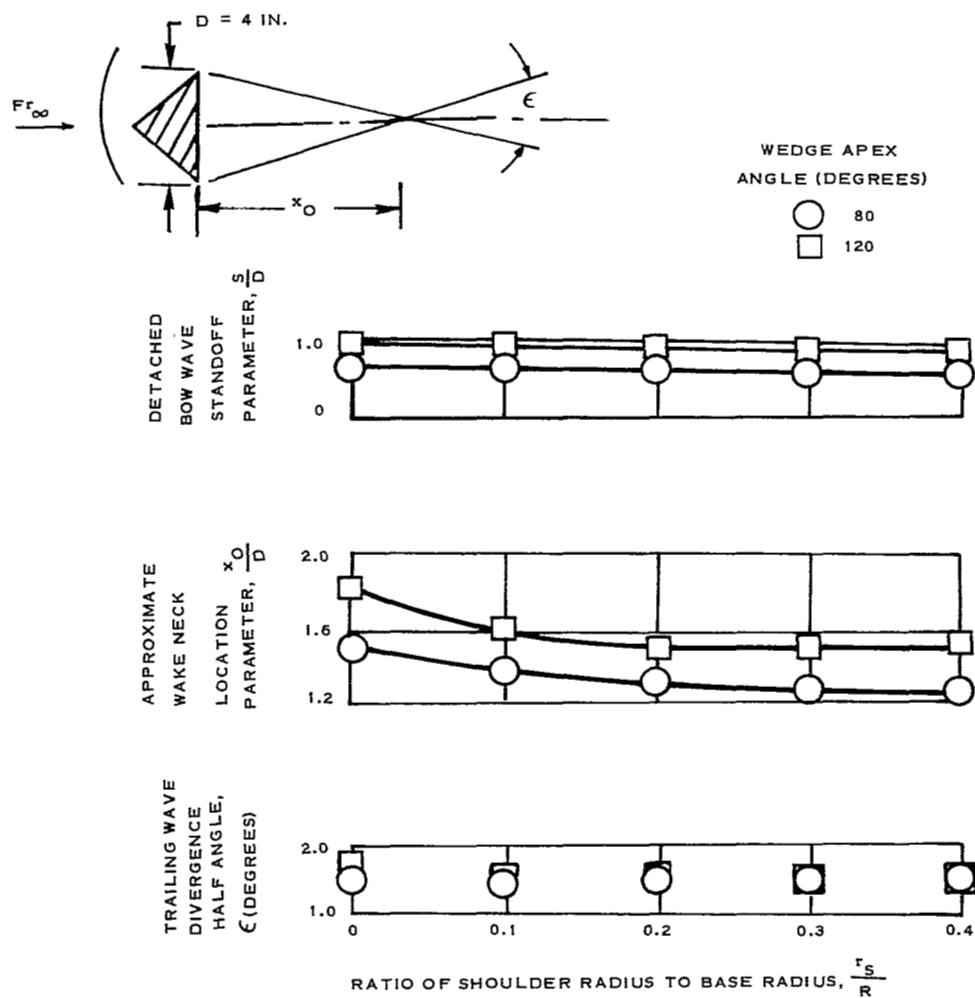 D = 4 IN.
Fr∞
ϵ
xO
WEDGE APEX
ANGLE (DEGREES)
80
120
DETACHED
BOW WAVE
STANDOFF
PARAMETER, S/D
1.0
0
APPROXIMATE
WAKE NECK
LOCATION
PARAMETER, xO/D
2.0
1.6
1.2
TRAILING WAVE
DIVERGENCE
HALF ANGLE,
ϵ (DEGREES)
2.0
1.0
0 0.1 0.2 0.3 0.4
RATIO OF SHOULDER RADIUS TO BASE RADIUS, rS/R